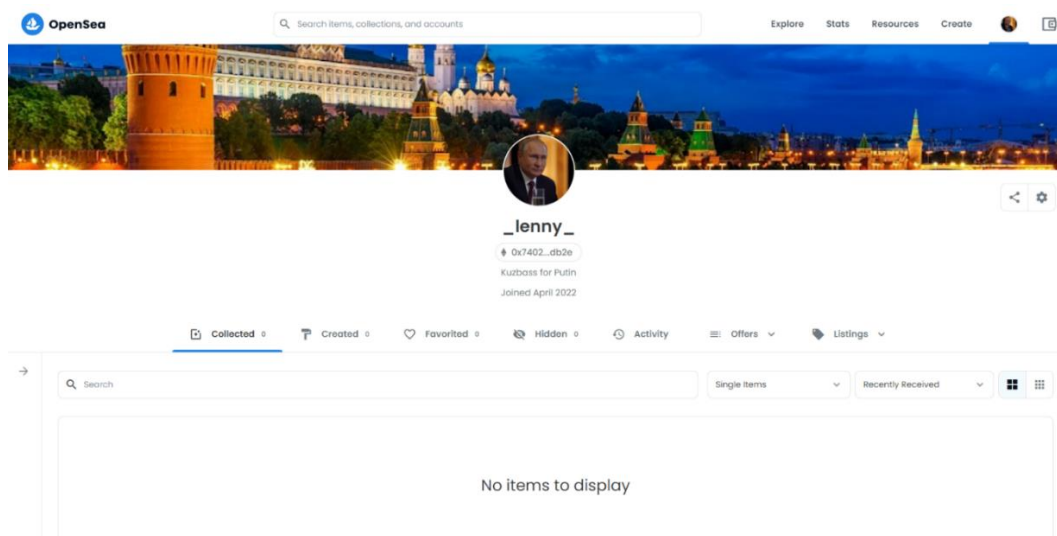 OpenSea
Search items, collections, and accounts
Explore Stats Resources Create
_lenny_
0x7402...db2e
Kuzbass for Putin
Joined April 2022
Collected 0 Created 0 Favorited 0 Hidden 0 Activity Offers Listings
Search
Single Items
Recently Received
No items to display